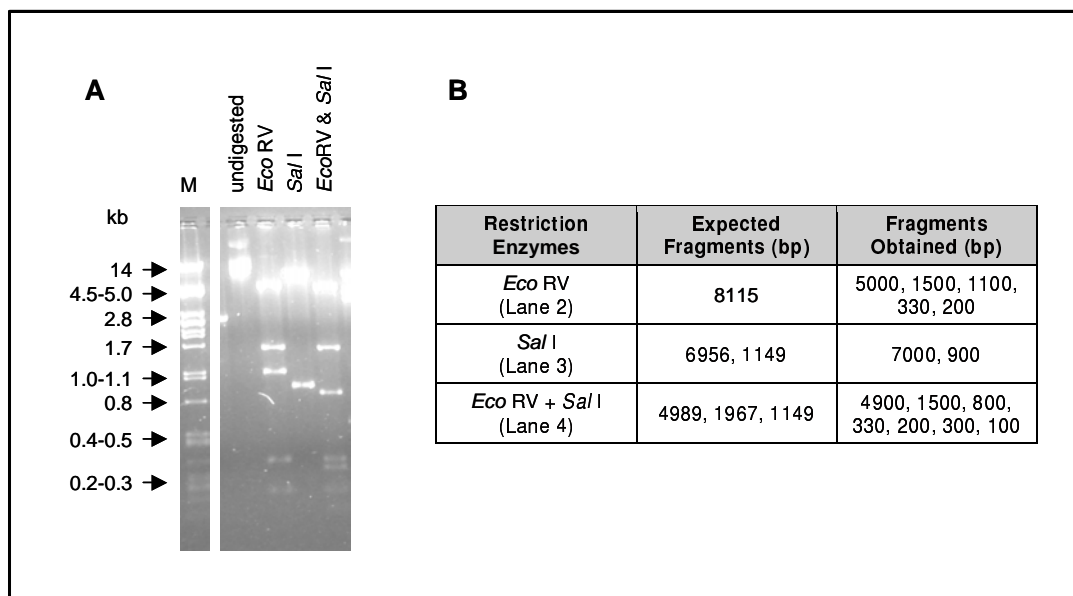 A
B
undigested
Eco RV
Sal I
EcoRV & Sal I
M
kb
14
4.5-5.0
2.8
1.7
1.0-1.1
0.8
0.4-0.5
0.2-0.3
Restriction Enzymes Expected Fragments (bp) Fragments Obtained (bp)
Eco RV (Lane 2) 8115 5000, 1500, 1100, 330, 200
Sal I (Lane 3) 6956, 1149 7000, 900
Eco RV + Sal I (Lane 4) 4989, 1967, 1149 4900, 1500, 800, 330, 200, 300, 100